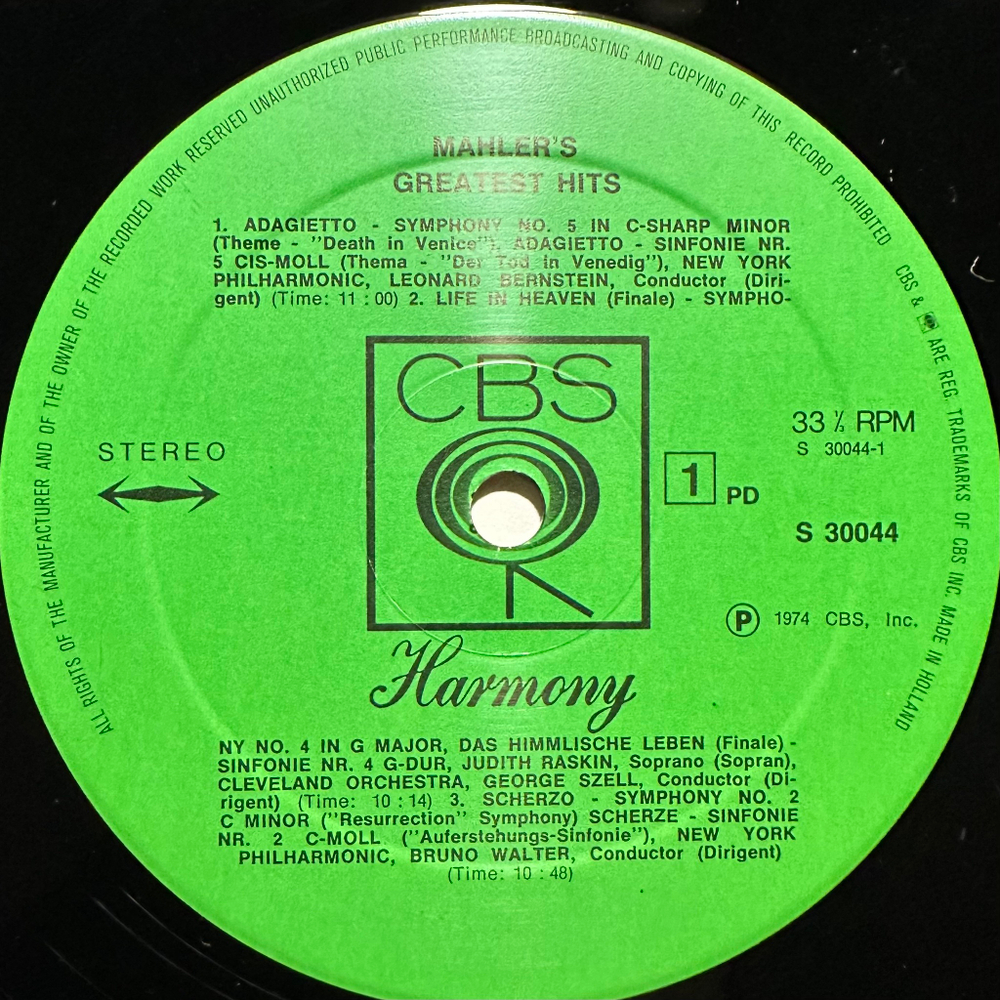 ALL RIGHTS OF THE MANUFACTURER AND OF THE OWNER OF THE RECORDED WORK RESERVED UNAUTHORIZED PUBLIC PERFORMANCE BROADCASTING AND COPYING OF THIS RECORD PROHIBITED
CBS & ARE REG. TRADEMARKS OF CBS INC. MADE IN HOLLAND
MAHLER'S
GREATEST HITS
1. ADAGIETTO - SYMPHONY NO. 5 IN C-SHARP MINOR
(Theme - "Death in Venice"), ADAGIETTO - SINFONIE NR.
5 CIS-MOLL (Thema - "Der Tod in Venedig"), NEW YORK
PHILHARMONIC, LEONARD BERNSTEIN, Conductor (Diri-
gent) (Time: 11 : 00) 2. LIFE IN HEAVEN (Finale) - SYMPHO-
CBS
STEREO
33 ⅓ RPM
S 30044-1
1 PD
S 30044
Ⓟ 1974 CBS, Inc.
Harmony
NY NO. 4 IN G MAJOR, DAS HIMMLISCHE LEBEN (Finale) -
SINFONIE NR. 4 G-DUR, JUDITH RASKIN, Soprano (Sopran),
CLEVELAND ORCHESTRA, GEORGE SZELL, Conductor (Di-
rigent) (Time: 10 : 14) 3. SCHERZO - SYMPHONY NO. 2
C MINOR ("Resurrection" Symphony) SCHERZE - SINFONIE
NR. 2 C-MOLL ("Auferstehungs-Sinfonie"), NEW YORK
PHILHARMONIC, BRUNO WALTER, Conductor (Dirigent)
(Time: 10 : 48)